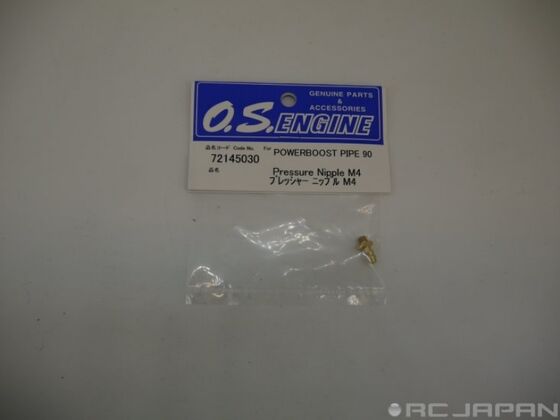 GENUINE PARTS
&
ACCESSORIES
O.S.ENGINE
品名コード Code No. For POWERBOOST PIPE 90
72145030
品名 Pressure Nipple M4
プレッシャー ニップル M4
RC JAPAN